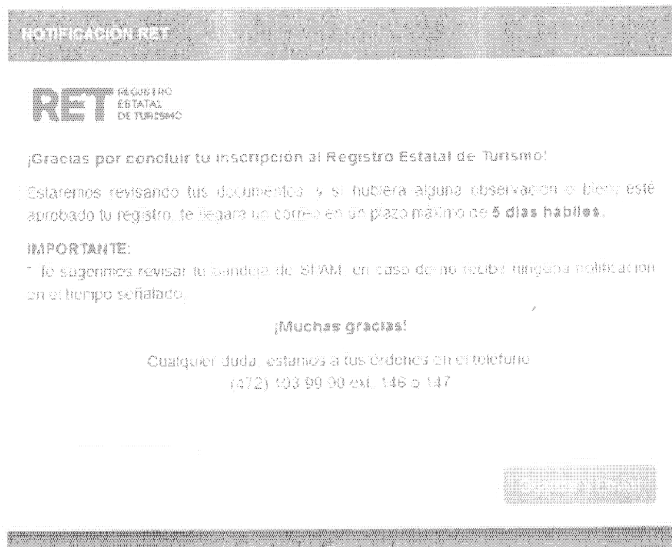 NOTIFICACIÓN RET
RET REGISTRO
ESTATAL
DE TURISMO
¡Gracias por concluir tu inscripción al Registro Estatal de Turismo!
Estaremos revisando tus documentos y si hubiera alguna observación o bien, esté
aprobado tu registro, te llegará un correo en un plazo máximo de 5 días hábiles.
IMPORTANTE:
* Te sugerimos revisar tu bandeja de SPAM, en caso de no recibir ninguna notificación
en el tiempo señalado.
¡Muchas gracias!
Cualquier duda, estamos a tus órdenes en el teléfono
(472) 103 99 00 ext. 146 o 147